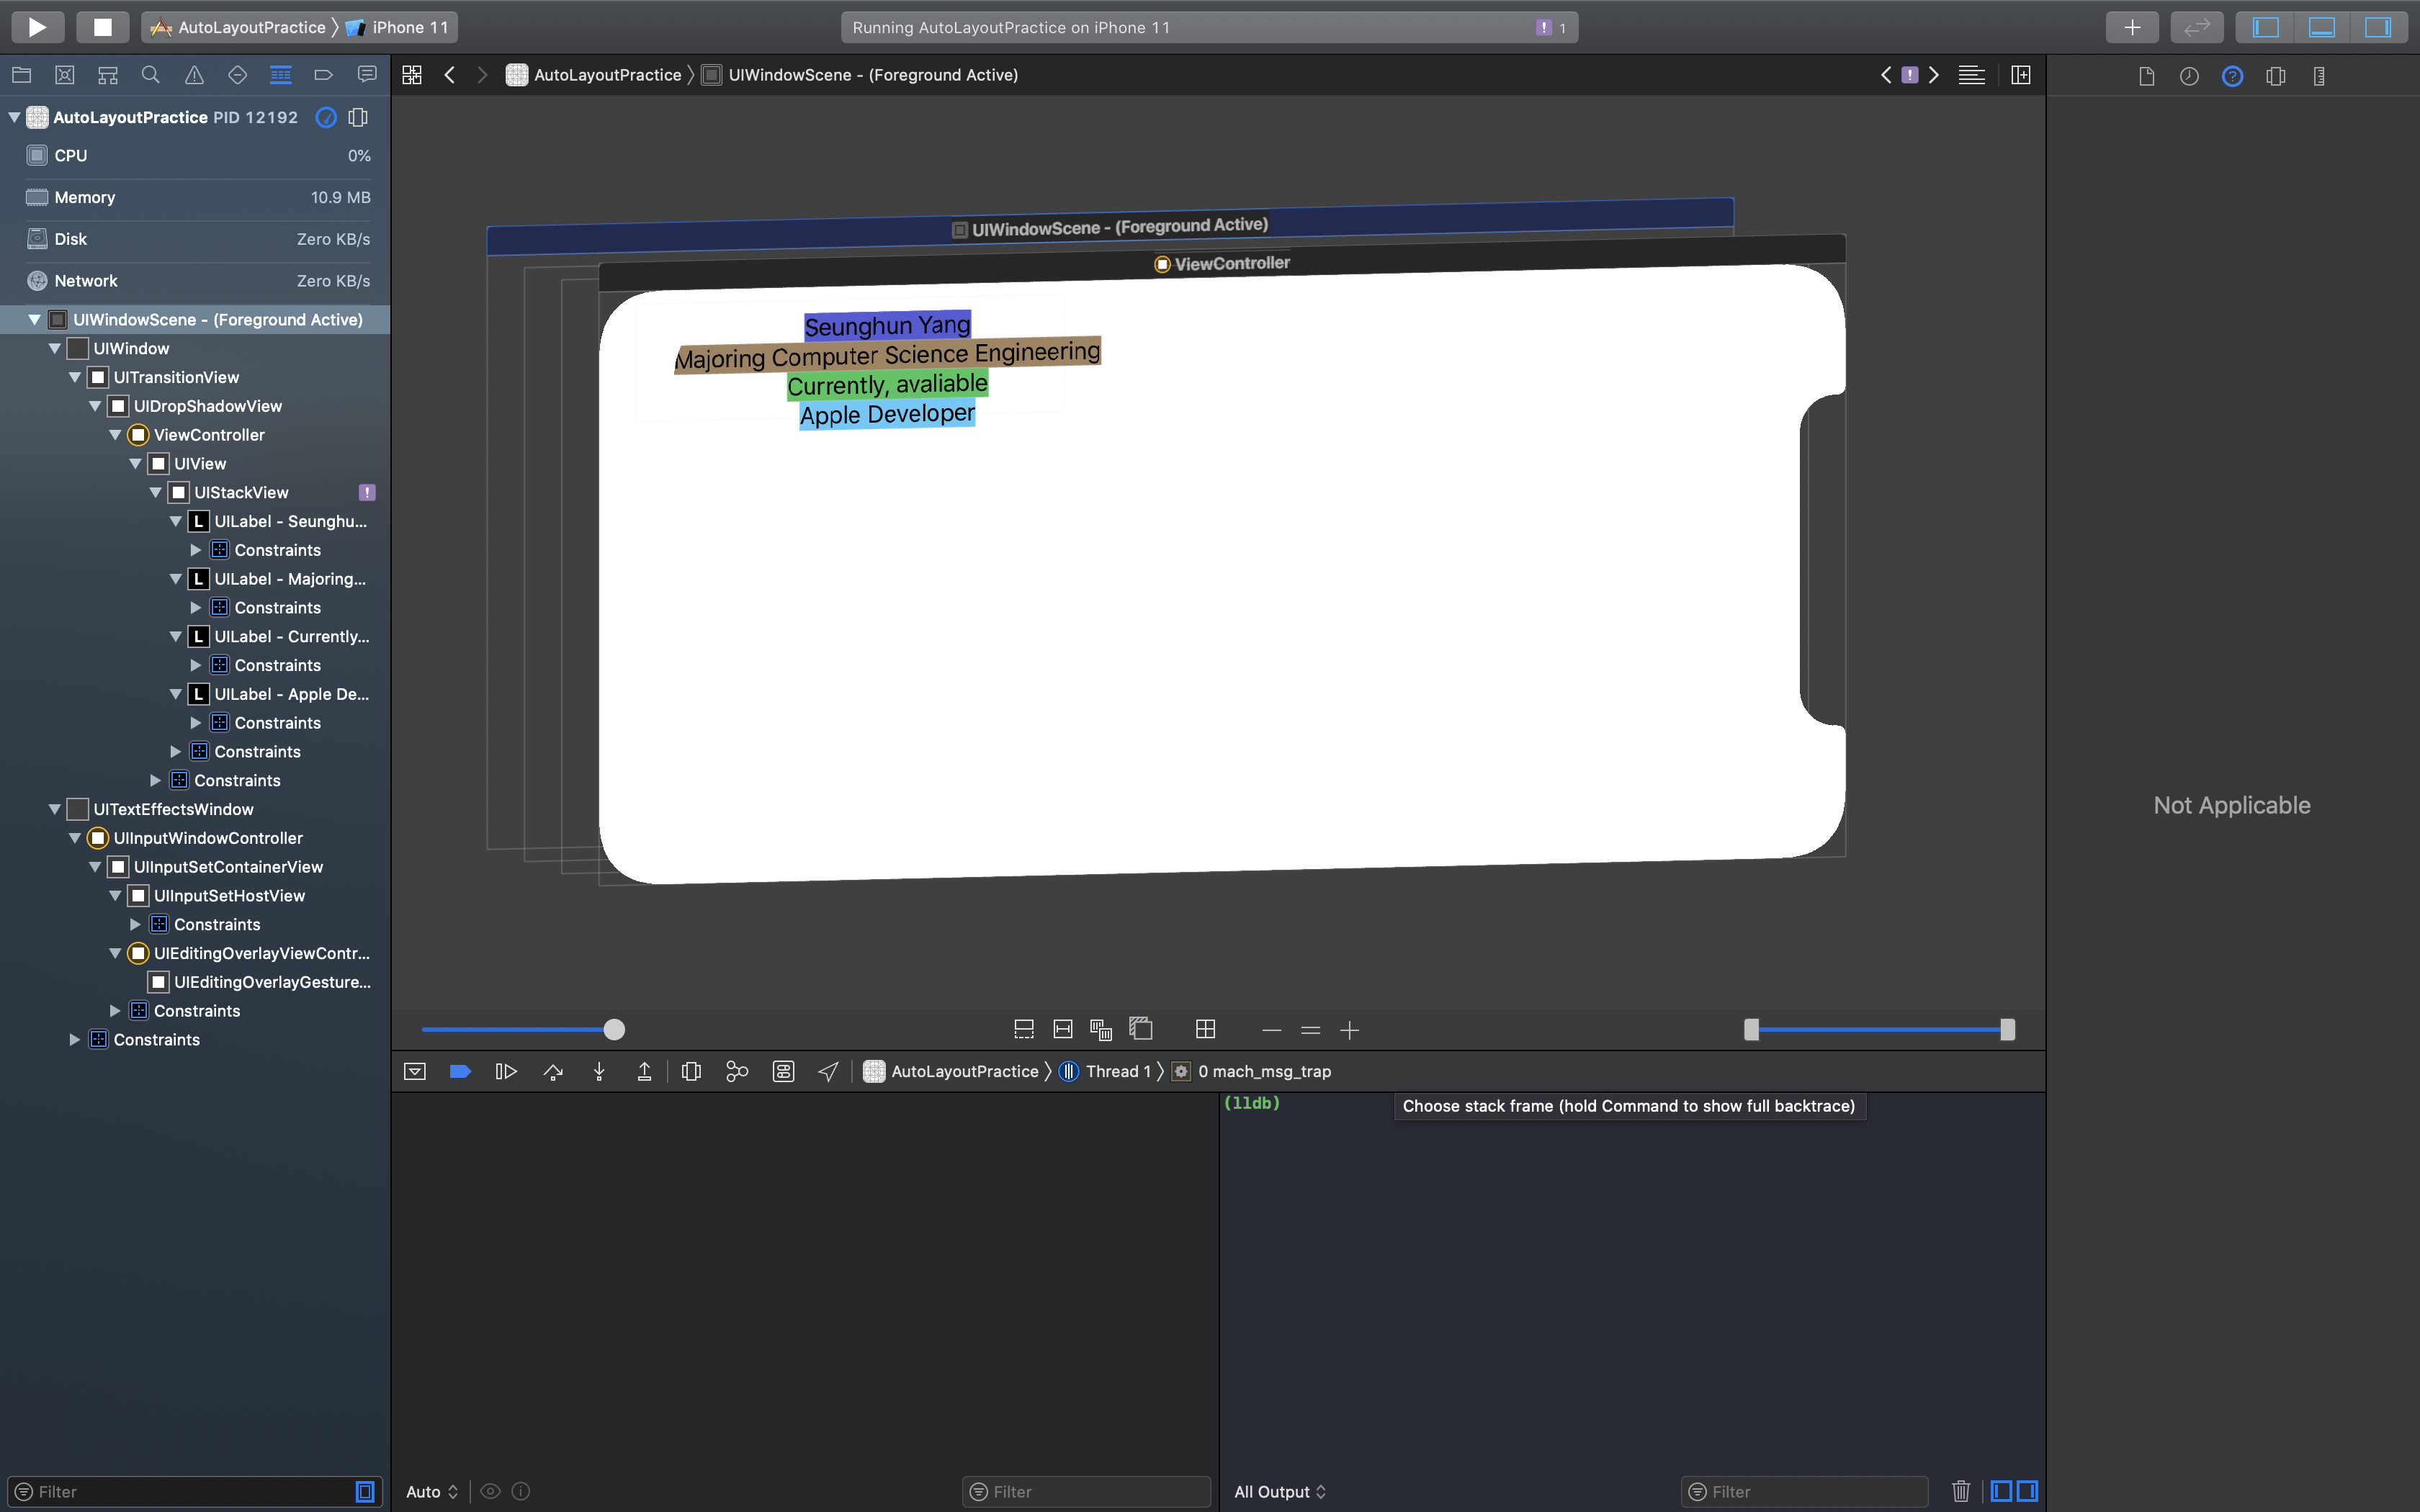 AutoLayoutPractice 〉 iPhone 11
Running AutoLayoutPractice on iPhone 11
1
AutoLayoutPractice 〉 UIWindowScene - (Foreground Active)
AutoLayoutPractice PID 12192
CPU 0%
Memory 10.9 MB
Disk Zero KB/s
Network Zero KB/s
UIWindowScene - (Foreground Active)
UIWindow
UITransitionView
UIDropShadowView
ViewController
UIView
UIStackView
L UILabel - Seunghu...
Constraints
L UILabel - Majoring...
Constraints
L UILabel - Currently...
Constraints
L UILabel - Apple De...
Constraints
Constraints
Constraints
UITextEffectsWindow
UIInputWindowController
UIInputSetContainerView
UIInputSetHostView
Constraints
UIEditingOverlayViewContr...
UIEditingOverlayGesture...
Constraints
Constraints
Filter
UIWindowScene - (Foreground Active)
ViewController
Seunghun Yang
Majoring Computer Science Engineering
Currently, avaliable
Apple Developer
AutoLayoutPractice 〉 Thread 1 〉 0 mach_msg_trap
(lldb)
Choose stack frame (hold Command to show full backtrace)
Auto
Filter
All Output
Filter
Not Applicable